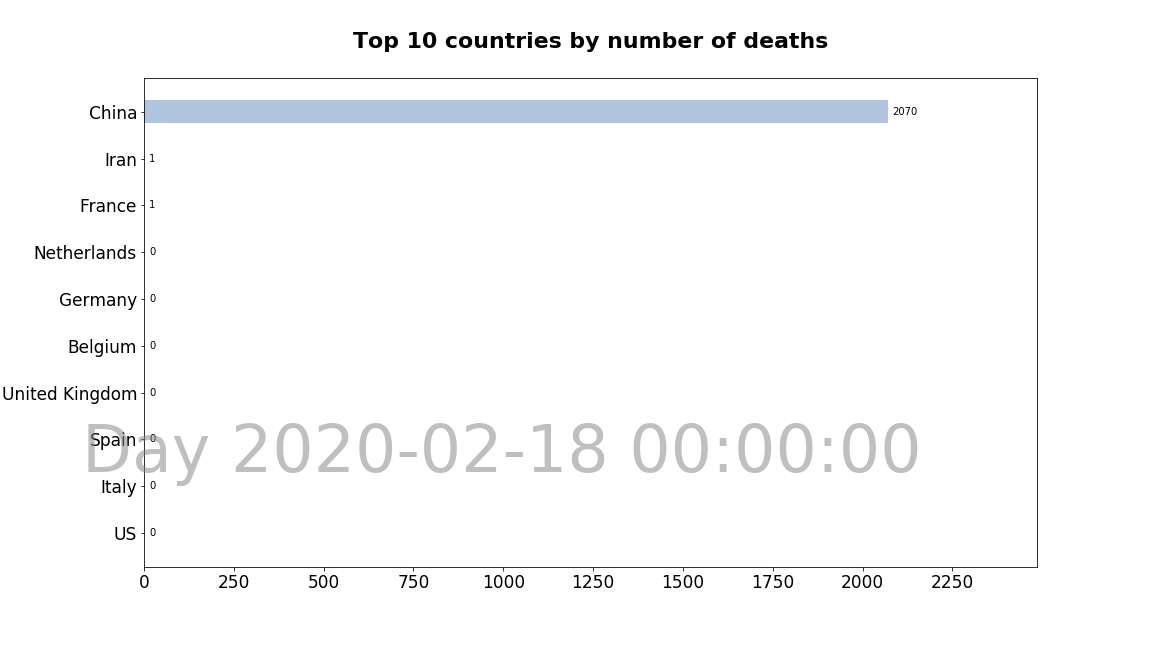 Top 10 countries by number of deaths
China 2070
Iran 1
France 1
Netherlands 0
Germany 0
Belgium 0
United Kingdom 0
Spain 0
Day 2020-02-18 00:00:00
Italy 0
US 0
0 250 500 750 1000 1250 1500 1750 2000 2250